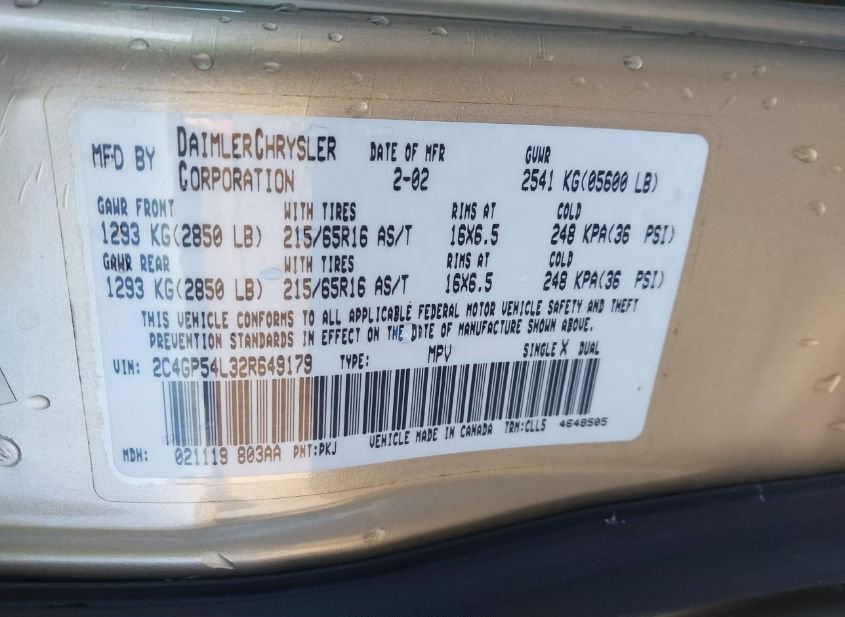 MFD BY DAIMLERCHRYSLER CORPORATION DATE OF MFR 2-02 GVWR 2541 KG(05600 LB)
GAWR FRONT WITH TIRES RIMS AT COLD
1293 KG(2850 LB) 215/65R16 AS/T 16X6.5 248 KPA(36 PSI)
GAWR REAR WITH TIRES RIMS AT COLD
1293 KG(2850 LB) 215/65R16 AS/T 16X6.5 248 KPA(36 PSI)
THIS VEHICLE CONFORMS TO ALL APPLICABLE FEDERAL MOTOR VEHICLE SAFETY AND THEFT
PREVENTION STANDARDS IN EFFECT ON THE DATE OF MANUFACTURE SHOWN ABOVE.
VIN: 2C4GP54L32R649179 TYPE: MPV SINGLE X DUAL
VEHICLE MADE IN CANADA TRM:CLLS 4648505
MDH: 021119 803AA PNT:PKJ